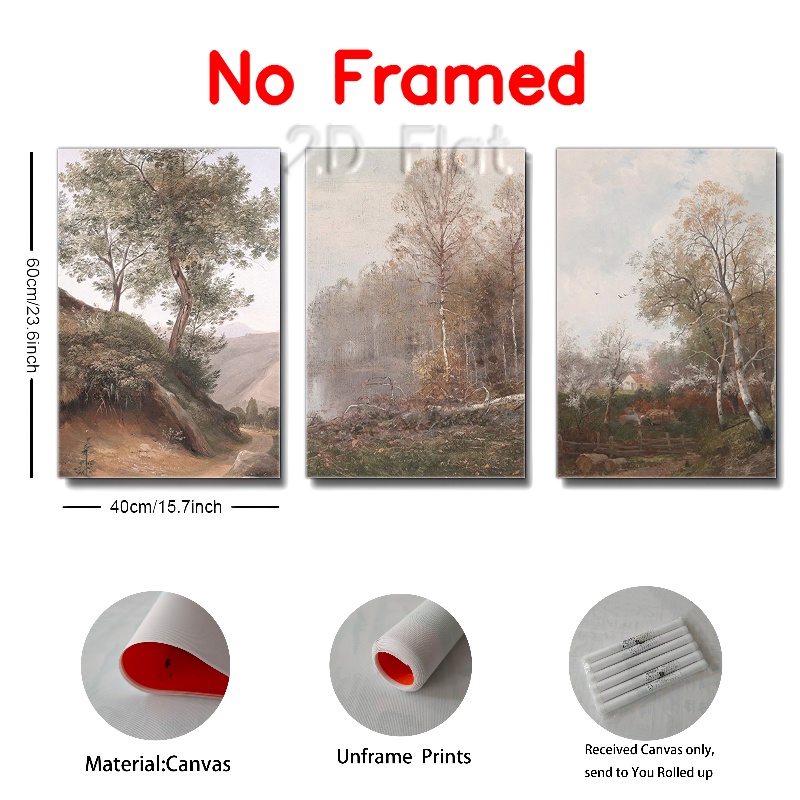 No Framed
2D Flat
60cm/23.6inch
40cm/15.7inch
Material:Canvas
Unframe Prints
Received Canvas only,
send to You Rolled up